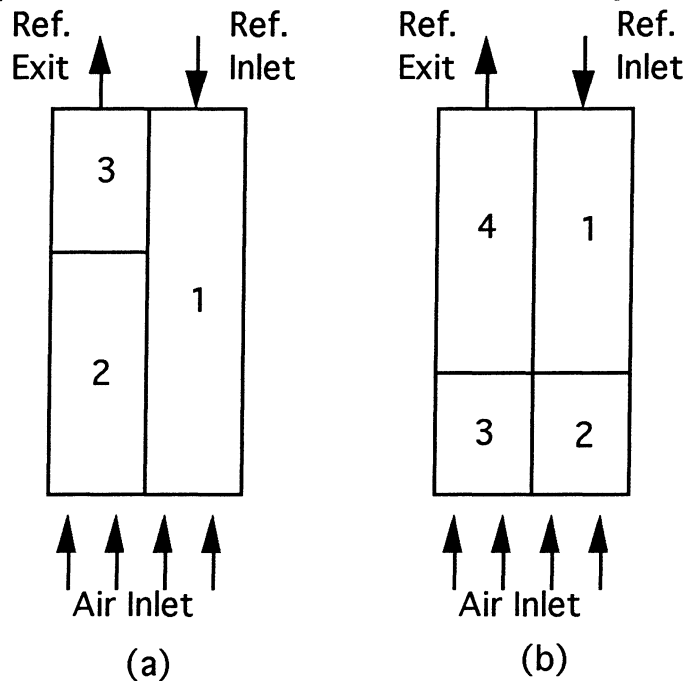 Ref.
Exit
Ref.
Inlet
3
1
2
Air Inlet
(a)
Ref.
Exit
Ref.
Inlet
4
1
3
2
Air Inlet
(b)